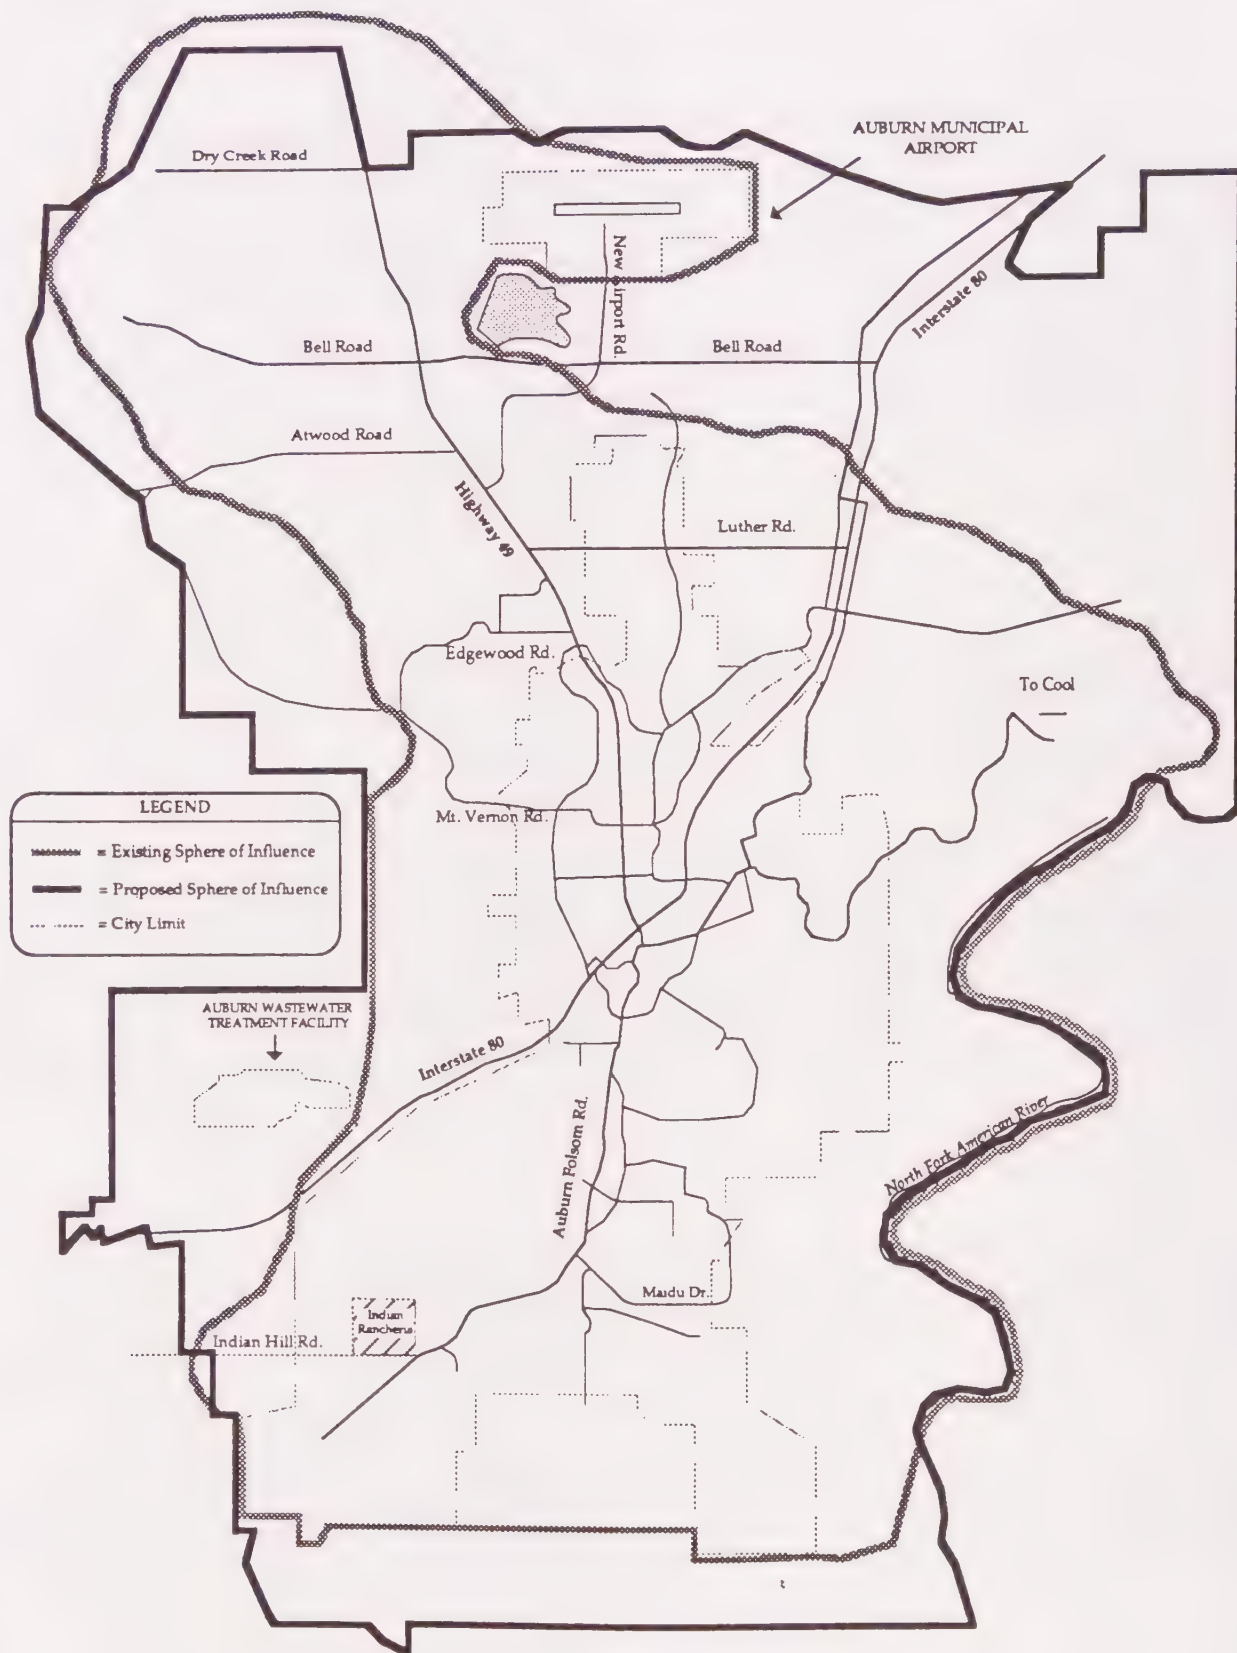 AUBURN MUNICIPAL
AIRPORT
Dry Creek Road
New Airport Rd.
Interstate 80
Bell Road
Bell Road
Atwood Road
Highway 49
Luther Rd.
Edgewood Rd.
To Cool
LEGEND
= Existing Sphere of Influence
= Proposed Sphere of Influence
= City Limit
Mt. Vernon Rd.
AUBURN WASTEWATER
TREATMENT FACILITY
Interstate 80
Auburn Folsom Rd.
North Fork American River
Maidu Dr.
Indian
Rancheria
Indian Hill Rd.